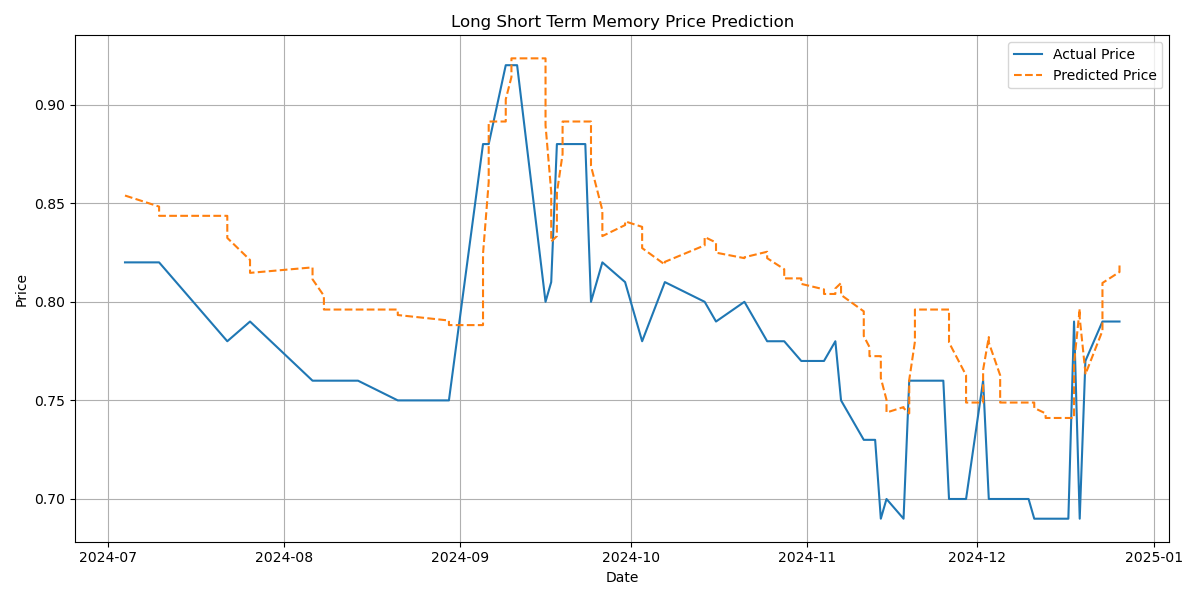 Long Short Term Memory Price Prediction
Actual Price
Predicted Price
0.90
0.85
0.80
0.75
0.70
Price
2024-07 2024-08 2024-09 2024-10 2024-11 2024-12 2025-01
Date